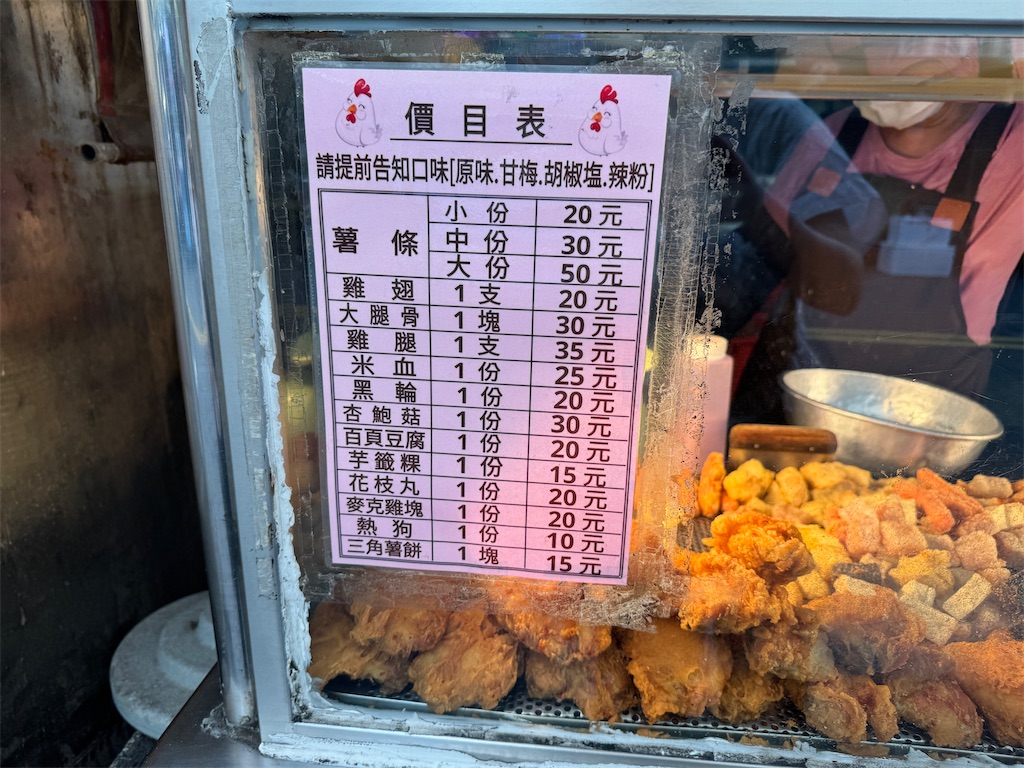 價目表
請提前告知口味[原味.甘梅.胡椒塩.辣粉]
薯條 小份 20元
中份 30元
大份 50元
雞翅 1支 20元
大腿骨 1塊 30元
雞腿 1支 35元
米血 1份 25元
黑輪 1份 20元
杏鮑菇 1份 30元
百頁豆腐 1份 20元
芋籤粿 1份 15元
花枝丸 1份 20元
麥克雞塊 1份 20元
熱狗 1份 10元
三角薯餅 1塊 15元